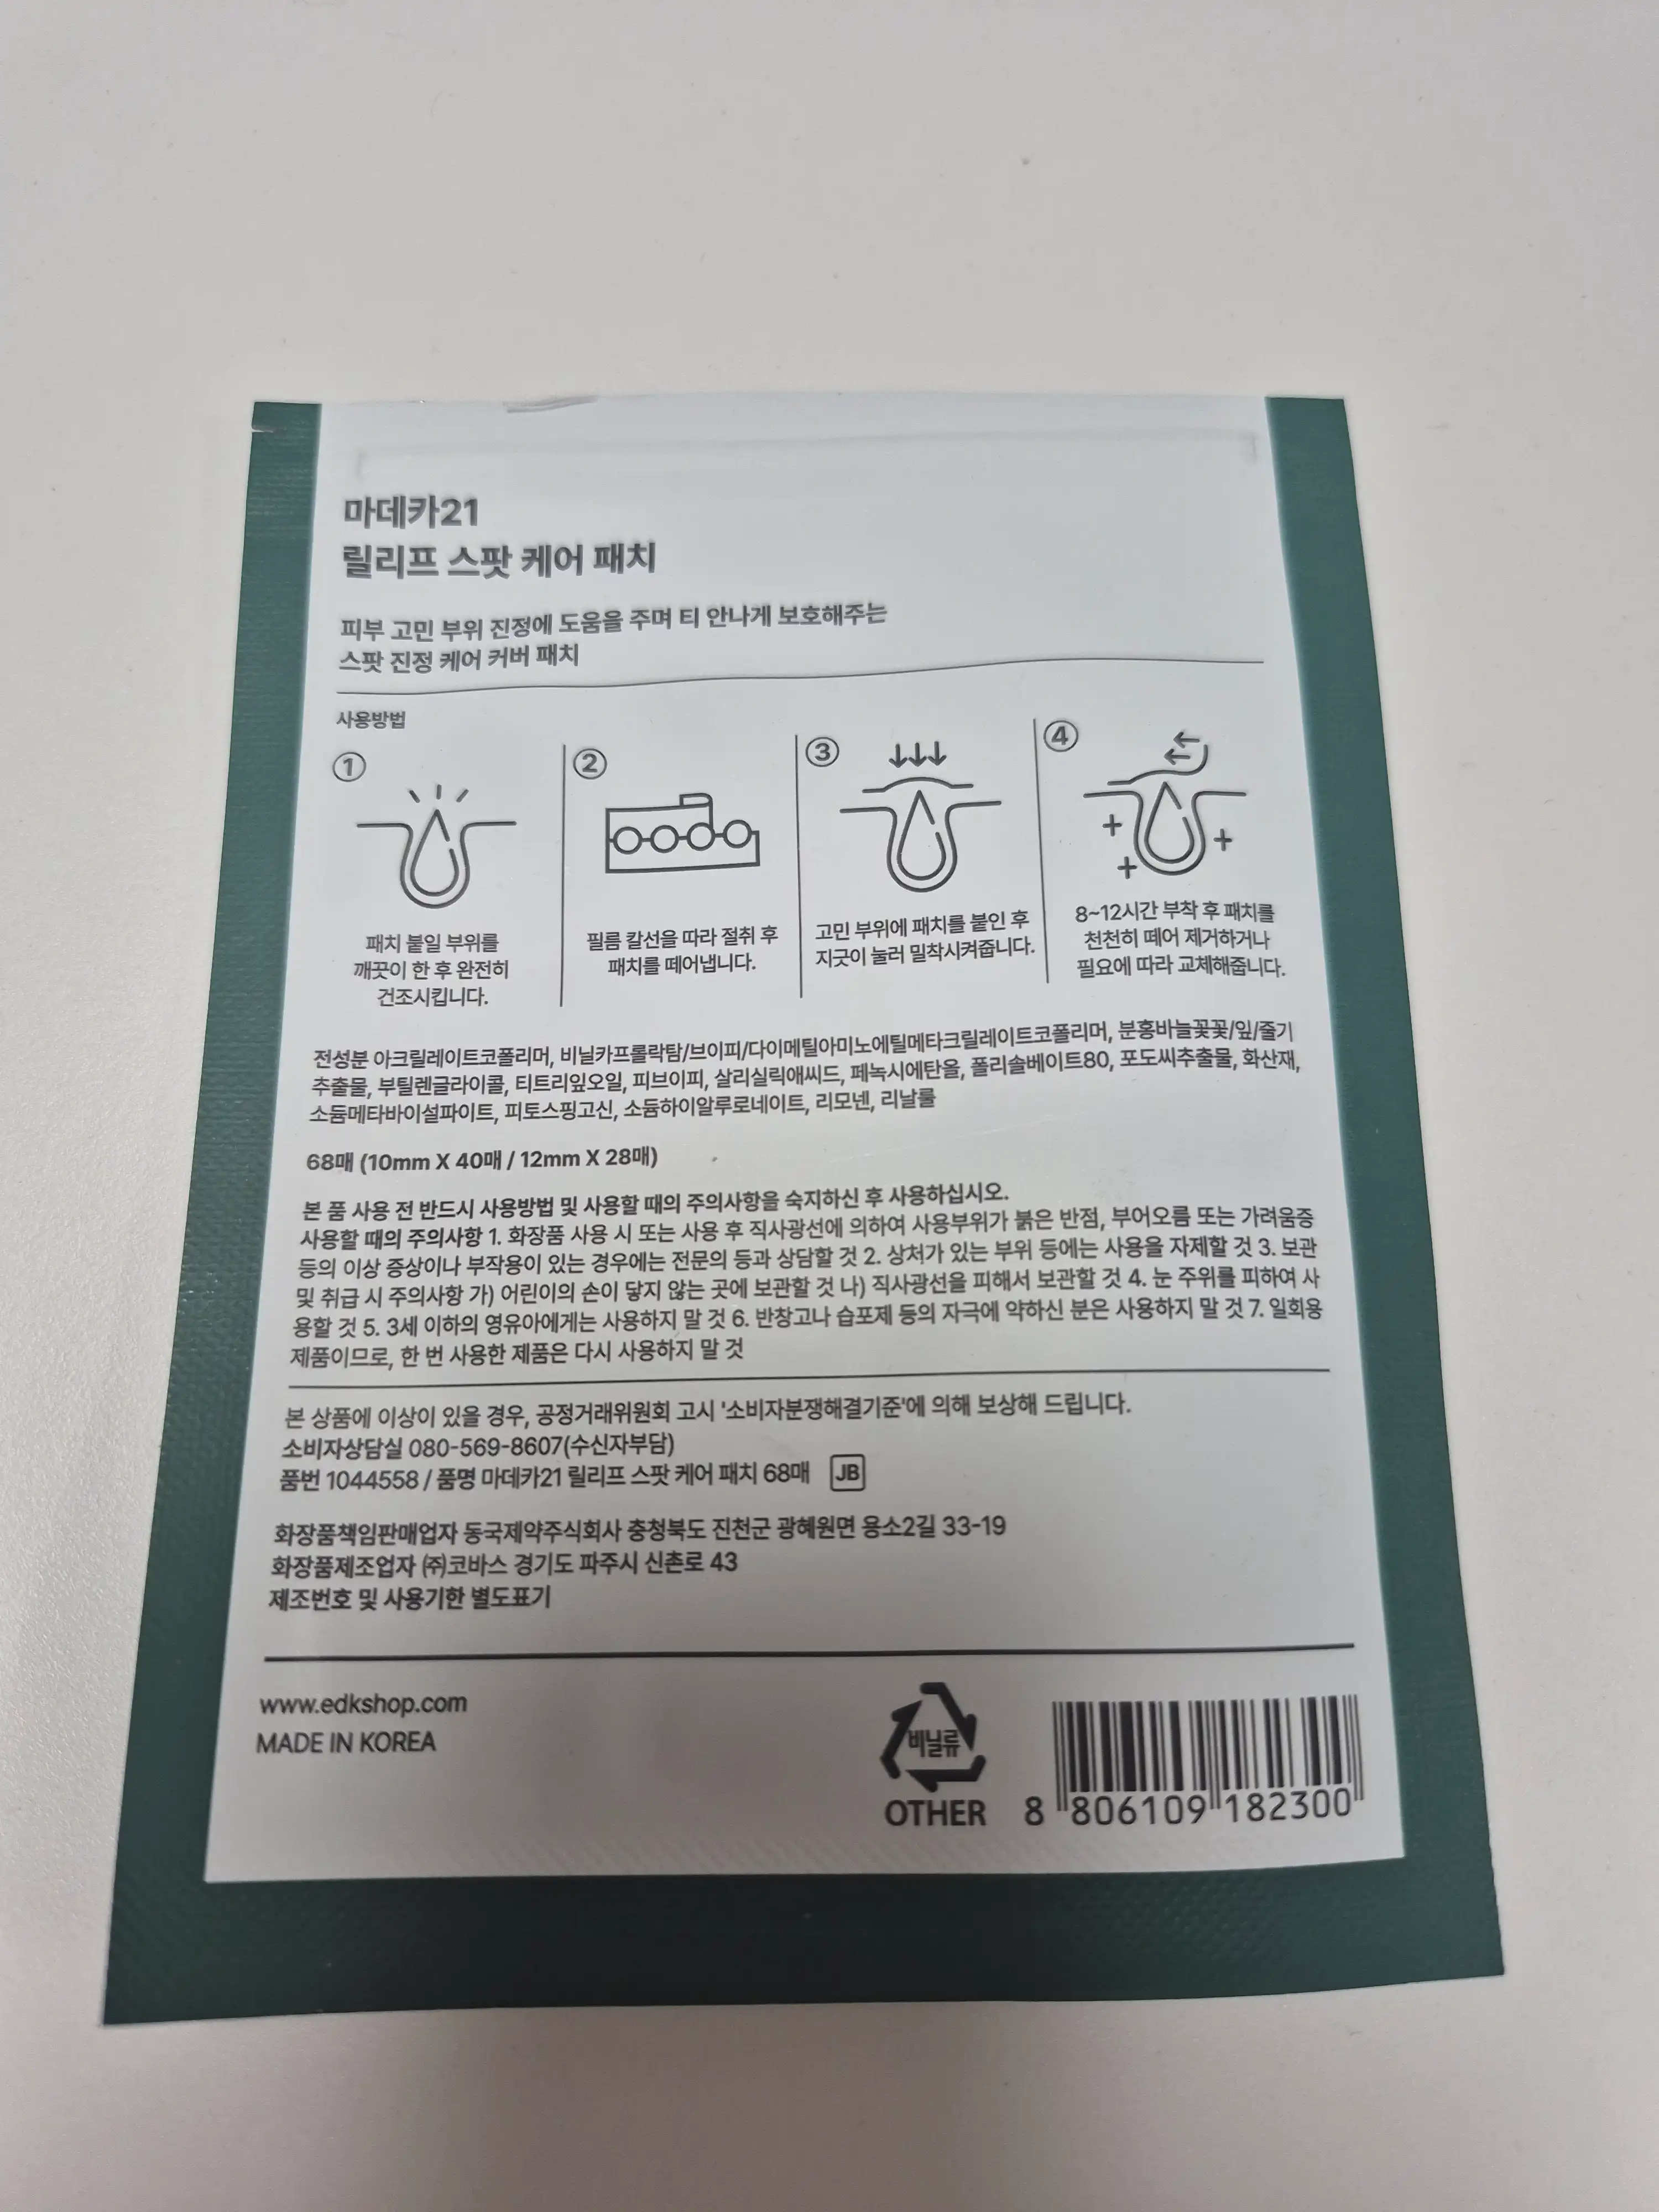 마데카21
릴리프 스팟 케어 패치
피부 고민 부위 진정에 도움을 주며 티 안나게 보호해주는
스팟 진정 케어 커버 패치
사용방법
①
패치 붙일 부위를
깨끗이 한 후 완전히
건조시킵니다.
②
필름 칼선을 따라 절취 후
패치를 떼어냅니다.
③
고민 부위에 패치를 붙인 후
지긋이 눌러 밀착시켜줍니다.
④
8~12시간 부착 후 패치를
천천히 떼어 제거하거나
필요에 따라 교체해줍니다.
전성분 아크릴레이트코폴리머, 비닐카프롤락탐/브이피/다이메틸아미노에틸메타크릴레이트코폴리머, 분홍바늘꽃꽃/잎/줄기
추출물, 부틸렌글라이콜, 티트리잎오일, 피브이피, 살리실릭애씨드, 페녹시에탄올, 폴리솔베이트80, 포도씨추출물, 화산재,
소듐메타바이설파이트, 피토스핑고신, 소듐하이알루로네이트, 리모넨, 리날룰
68매 (10mm X 40매 / 12mm X 28매)
본 품 사용 전 반드시 사용방법 및 사용할 때의 주의사항을 숙지하신 후 사용하십시오.
사용할 때의 주의사항 1. 화장품 사용 시 또는 사용 후 직사광선에 의하여 사용부위가 붉은 반점, 부어오름 또는 가려움증
등의 이상 증상이나 부작용이 있는 경우에는 전문의 등과 상담할 것 2. 상처가 있는 부위 등에는 사용을 자제할 것 3. 보관
및 취급 시 주의사항 가) 어린이의 손이 닿지 않는 곳에 보관할 것 나) 직사광선을 피해서 보관할 것 4. 눈 주위를 피하여 사
용할 것 5. 3세 이하의 영유아에게는 사용하지 말 것 6. 반창고나 습포제 등의 자극에 약하신 분은 사용하지 말 것 7. 일회용
제품이므로, 한 번 사용한 제품은 다시 사용하지 말 것
본 상품에 이상이 있을 경우, 공정거래위원회 고시 '소비자분쟁해결기준'에 의해 보상해 드립니다.
소비자상담실 080-569-8607(수신자부담)
품번 1044558 / 품명 마데카21 릴리프 스팟 케어 패치 68매 JB
화장품책임판매업자 동국제약주식회사 충청북도 진천군 광혜원면 용소2길 33-19
화장품제조업자 ㈜코바스 경기도 파주시 신촌로 43
제조번호 및 사용기한 별도표기
www.edkshop.com
MADE IN KOREA
비닐류
OTHER
8 806109 182300